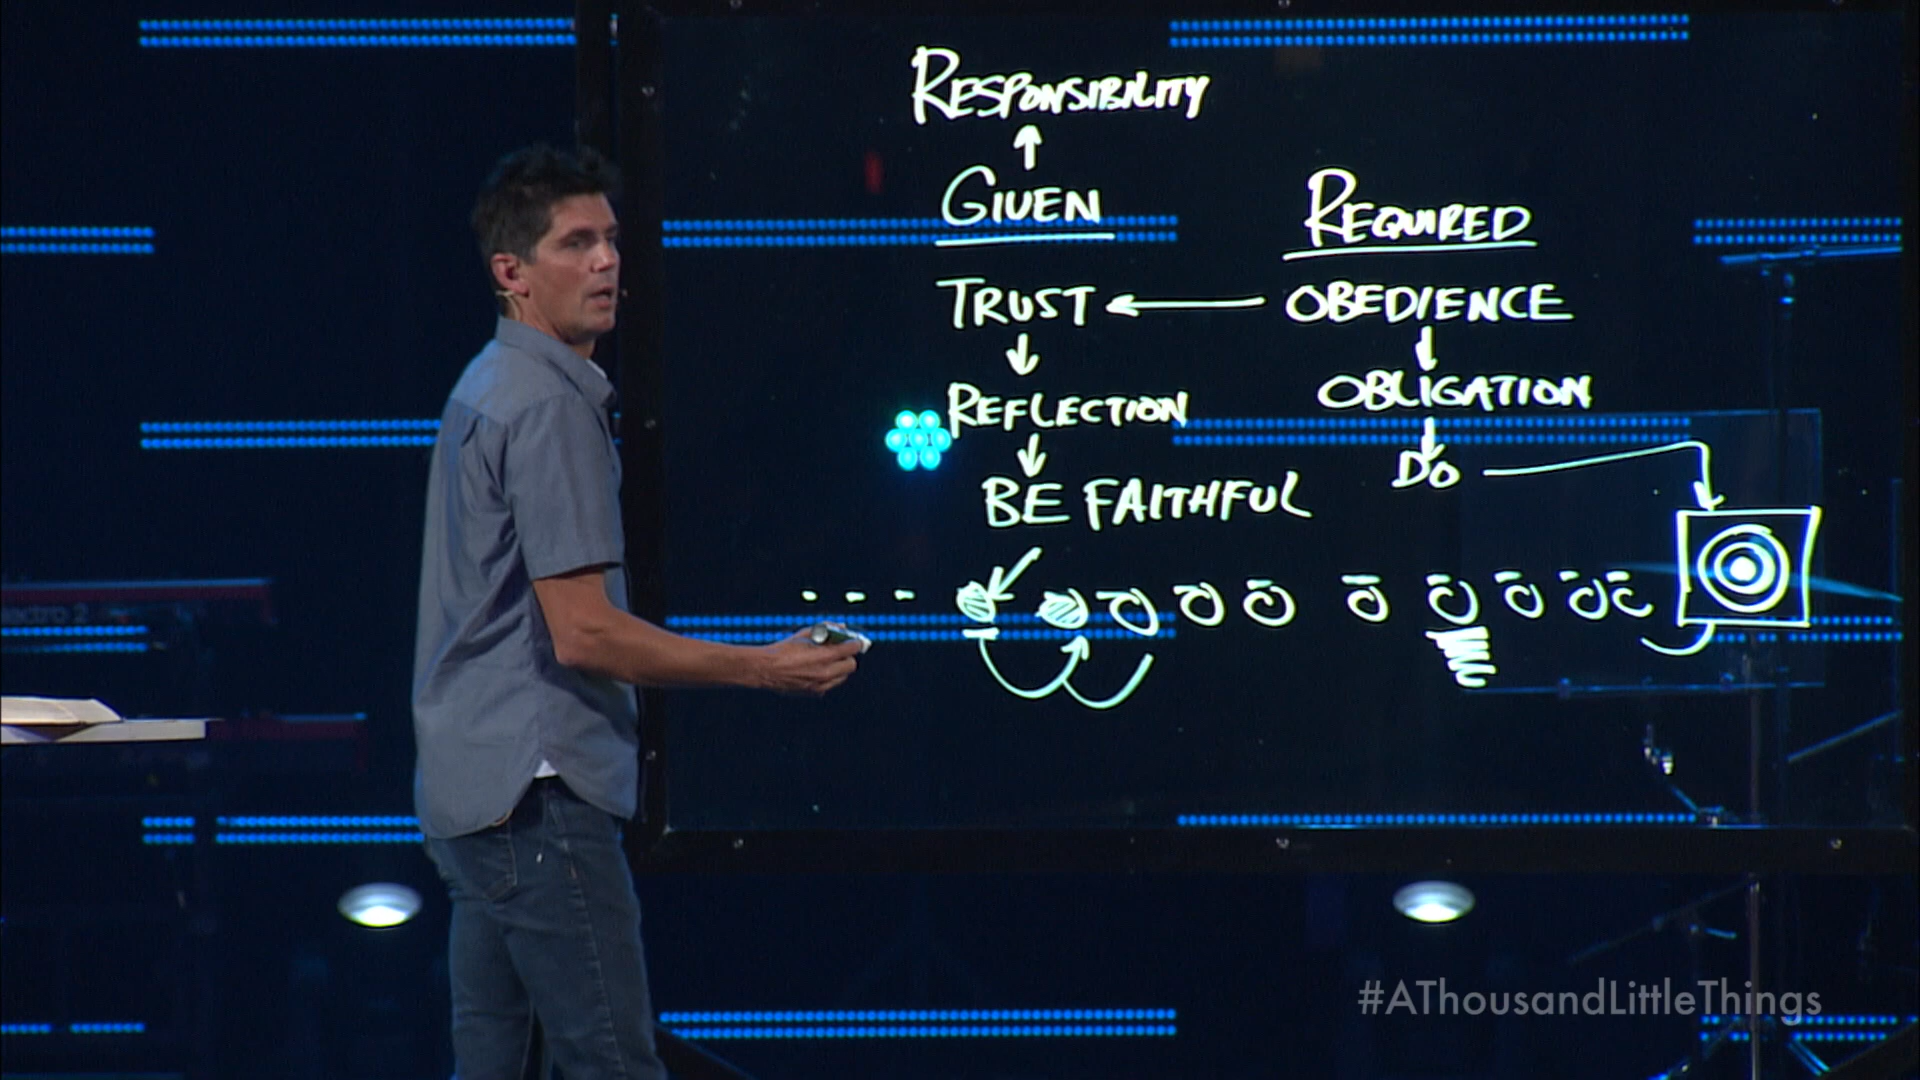 RESPONSIBILITY
GIVEN
REQUIRED
TRUST
OBEDIENCE
REFLECTION
OBLIGATION
DO
BE FAITHFUL
#AThousandLittleThings